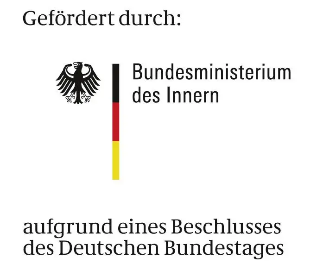 Gefördert durch:
Bundesministerium
des Innern
aufgrund eines Beschlusses
des Deutschen Bundestages